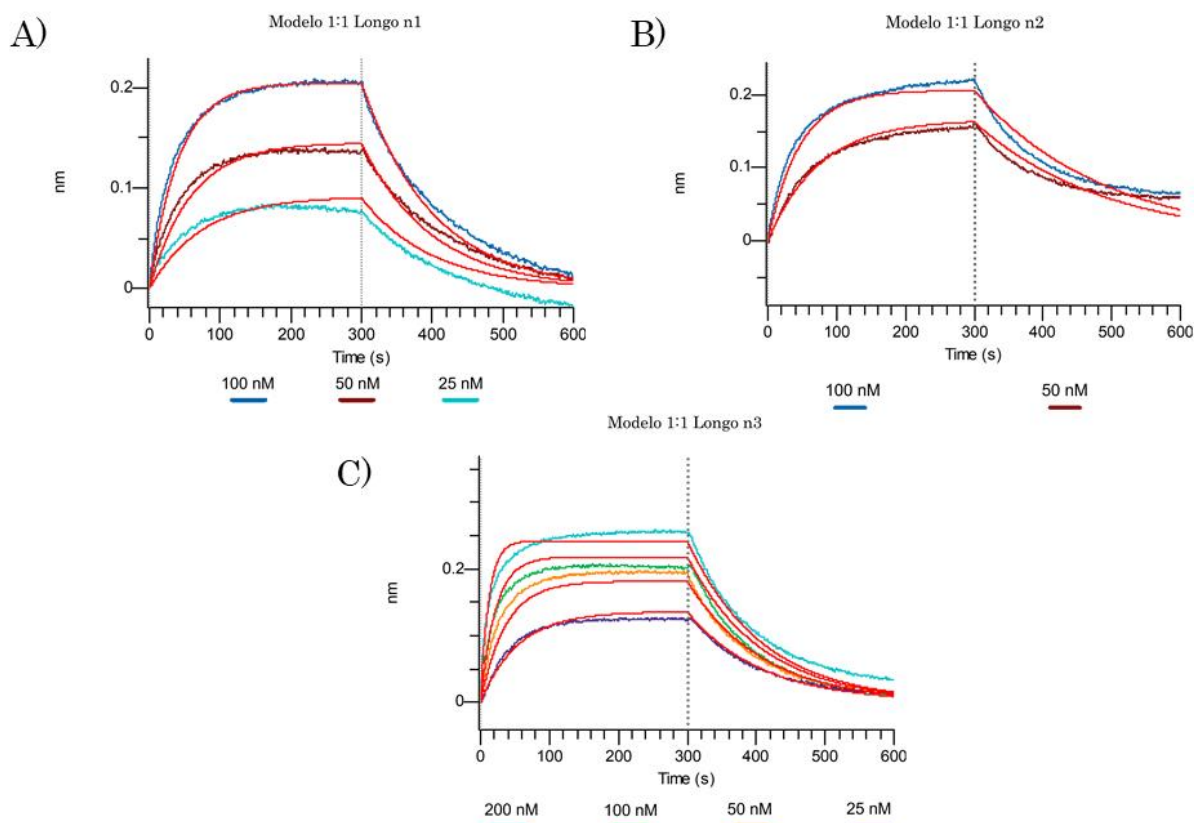 A)
Modelo 1:1 Longo n1
0.2
0.1
0
nm
0 100 200 300 400 500 600
Time (s)
100 nM 50 nM 25 nM
B)
Modelo 1:1 Longo n2
0.2
0.1
0
nm
0 100 200 300 400 500 600
Time (s)
100 nM 50 nM
C)
Modelo 1:1 Longo n3
0.2
0
nm
0 100 200 300 400 500 600
Time (s)
200 nM 100 nM 50 nM 25 nM